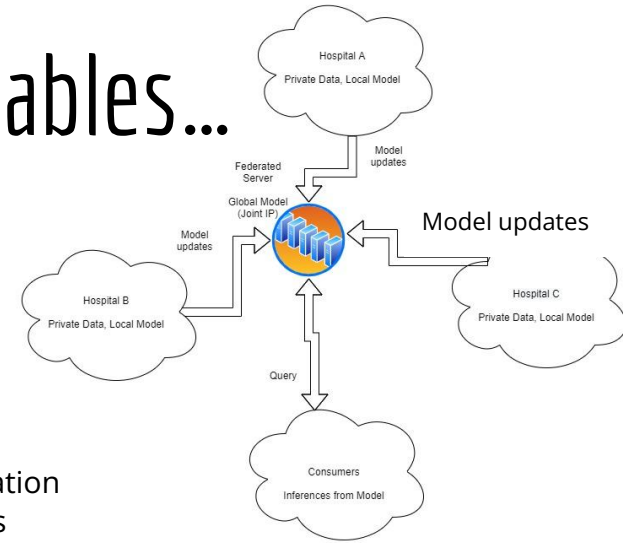 ables...
Hospital A
Private Data, Local Model
Model
updates
Federated
Server
Global Model
(Joint IP)
Model updates
Model
updates
Hospital B
Private Data, Local Model
Hospital C
Private Data, Local Model
Query
Consumers
Inferences from Model
ation
s